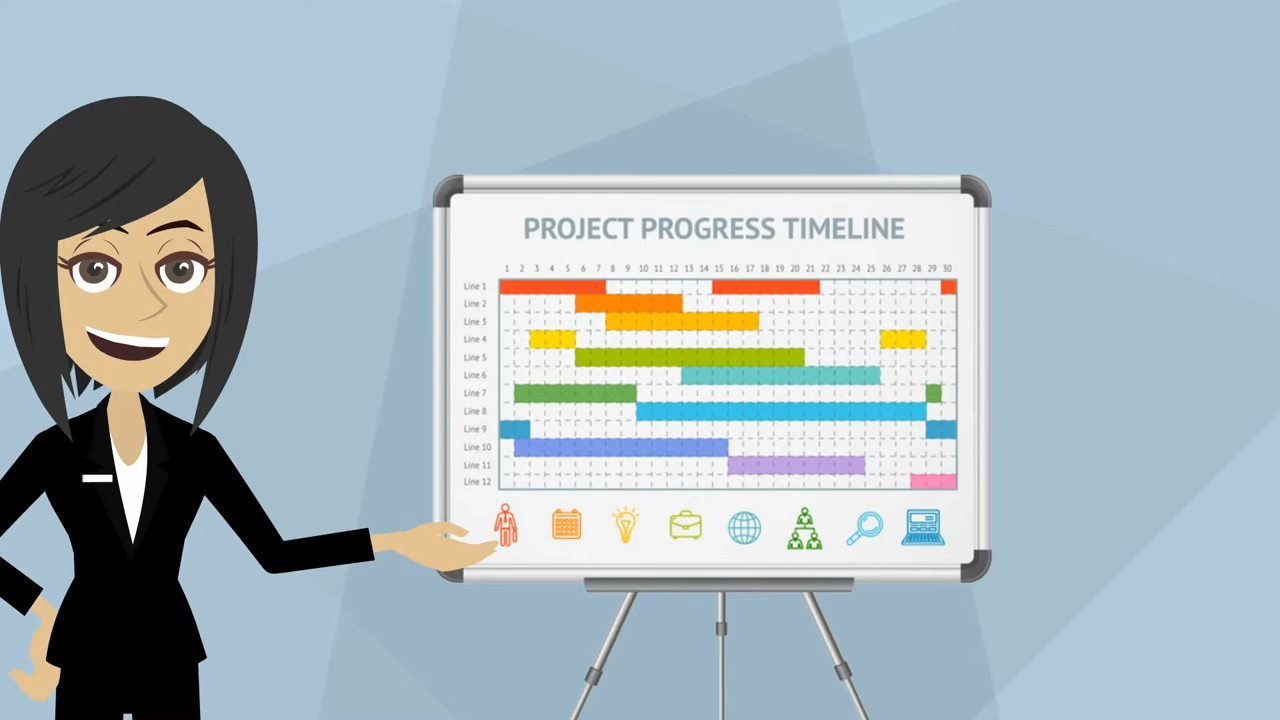 PROJECT PROGRESS TIMELINE
1 2 3 4 5 6 7 8 9 10 11 12 13 14 15 16 17 18 19 20 21 22 23 24 25 26 27 28 29 30
Line 1
Line 2
Line 3
Line 4
Line 5
Line 6
Line 7
Line 8
Line 9
Line 10
Line 11
Line 12